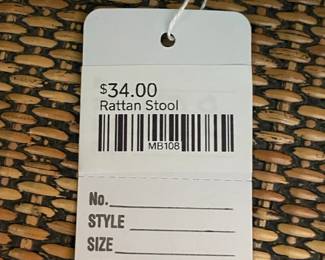 $34.00
Rattan Stool
MB108
No.
STYLE
SIZE